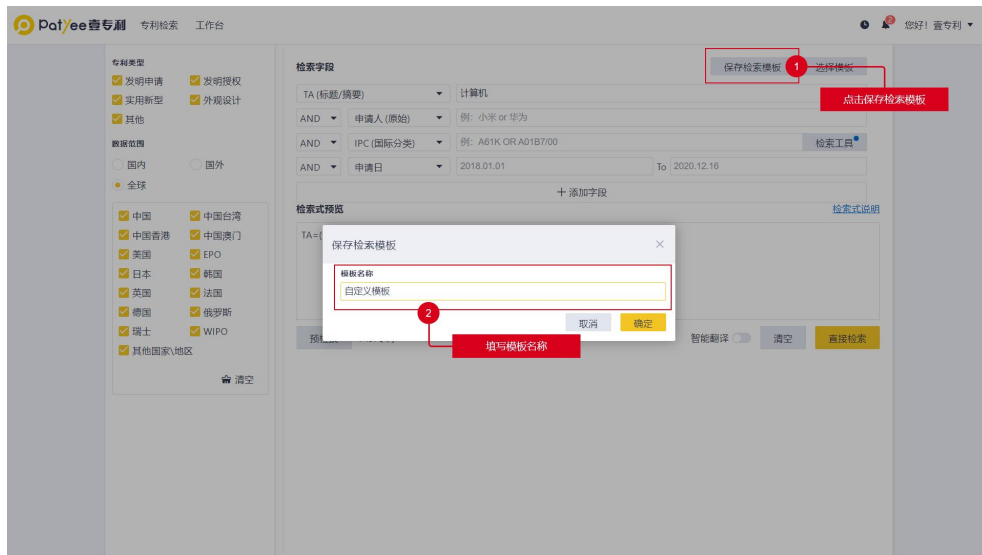 Patyee壹专利 专利检索 工作台 2 您好！壹专利
专利类型
发明申请 发明授权
实用新型 外观设计
其他
数据范围
国内 国外
全球
中国 中国台湾
中国香港 中国澳门
美国 EPO
日本 韩国
英国 法国
德国 俄罗斯
瑞士 WIPO
其他国家\地区
清空
检索字段 保存检索模板 1 选择模板
点击保存检索模板
TA (标题/摘要) 计算机
AND 申请人 (原始) 例：小米 or 华为
AND IPC (国际分类) 例：A61K OR A01B7/00 检索工具
AND 申请日 2018.01.01 To 2020.12.16
+ 添加字段
检索式预览 检索式说明
TA=(
保存检索模板 ×
模板名称
自定义模板
2
取消 确定
填写模板名称
智能翻译 清空 直接检索